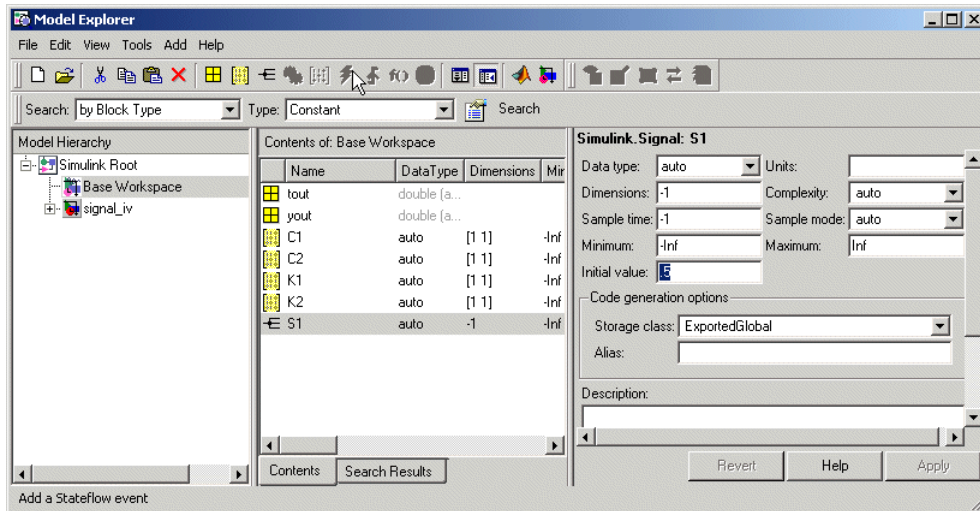 Model Explorer
File Edit View Tools Add Help
f()
Search: by Block Type Type: Constant Search
Model Hierarchy
Simulink Root
Base Workspace
signal_iv
Contents of: Base Workspace
Name DataType Dimensions Mir
tout double (a...
yout double (a...
C1 auto [1 1] -Inf
C2 auto [1 1] -Inf
K1 auto [1 1] -Inf
K2 auto [1 1] -Inf
S1 auto -1 -Inf
Contents Search Results
Simulink.Signal: S1
Data type: auto Units:
Dimensions: -1 Complexity: auto
Sample time: -1 Sample mode: auto
Minimum: -Inf Maximum: Inf
Initial value: .5
Code generation options
Storage class: ExportedGlobal
Alias:
Description:
Revert Help Apply
Add a Stateflow event